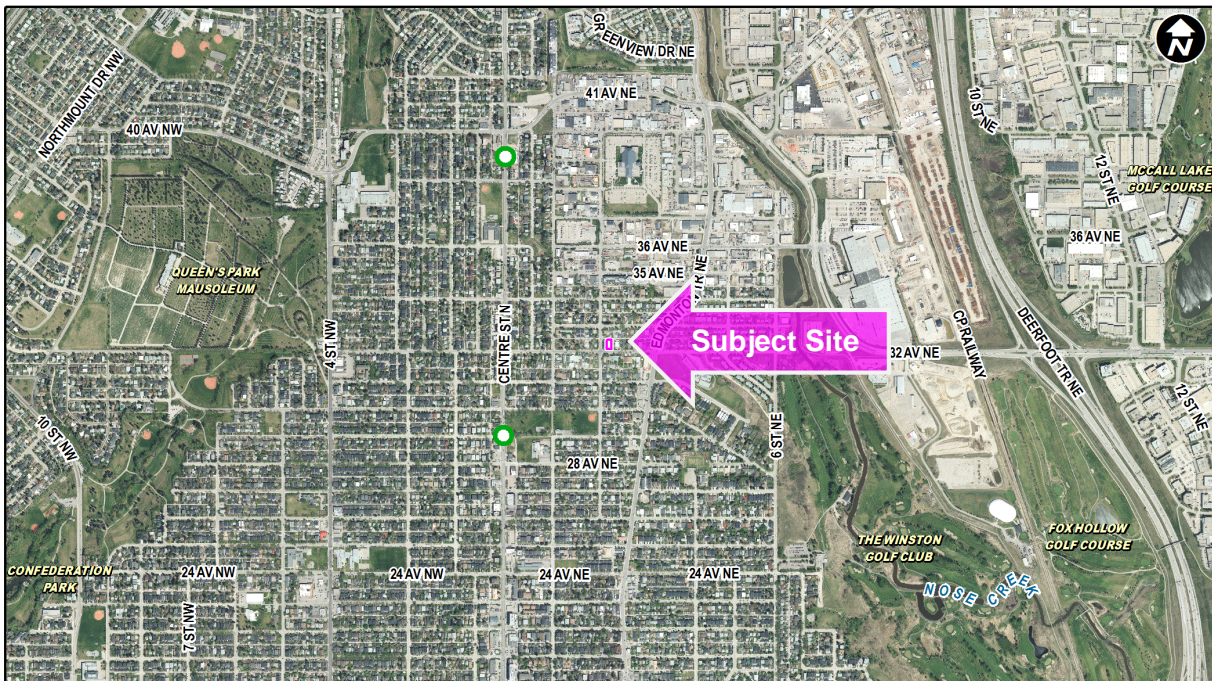 GREENVIEW DR NE
N
NORTHMOUNT DR NW
41 AV NE
10 ST NE
40 AV NW
12 ST NE
MCCALL LAKE
GOLF COURSE
36 AV NE
36 AV NE
QUEEN'S PARK
MAUSOLEUM
35 AV NE
EDMONTON TR NE
4 ST NW
CENTRE ST N
Subject Site
32 AV NE
CP RAILWAY
DEERFOOT TR NE
12 ST NE
10 ST NW
6 ST NE
28 AV NE
THE WINSTON
GOLF CLUB
FOX HOLLOW
GOLF COURSE
CONFEDERATION
PARK
24 AV NW
24 AV NW
24 AV NE
24 AV NE
NOSE CREEK
7 ST NW